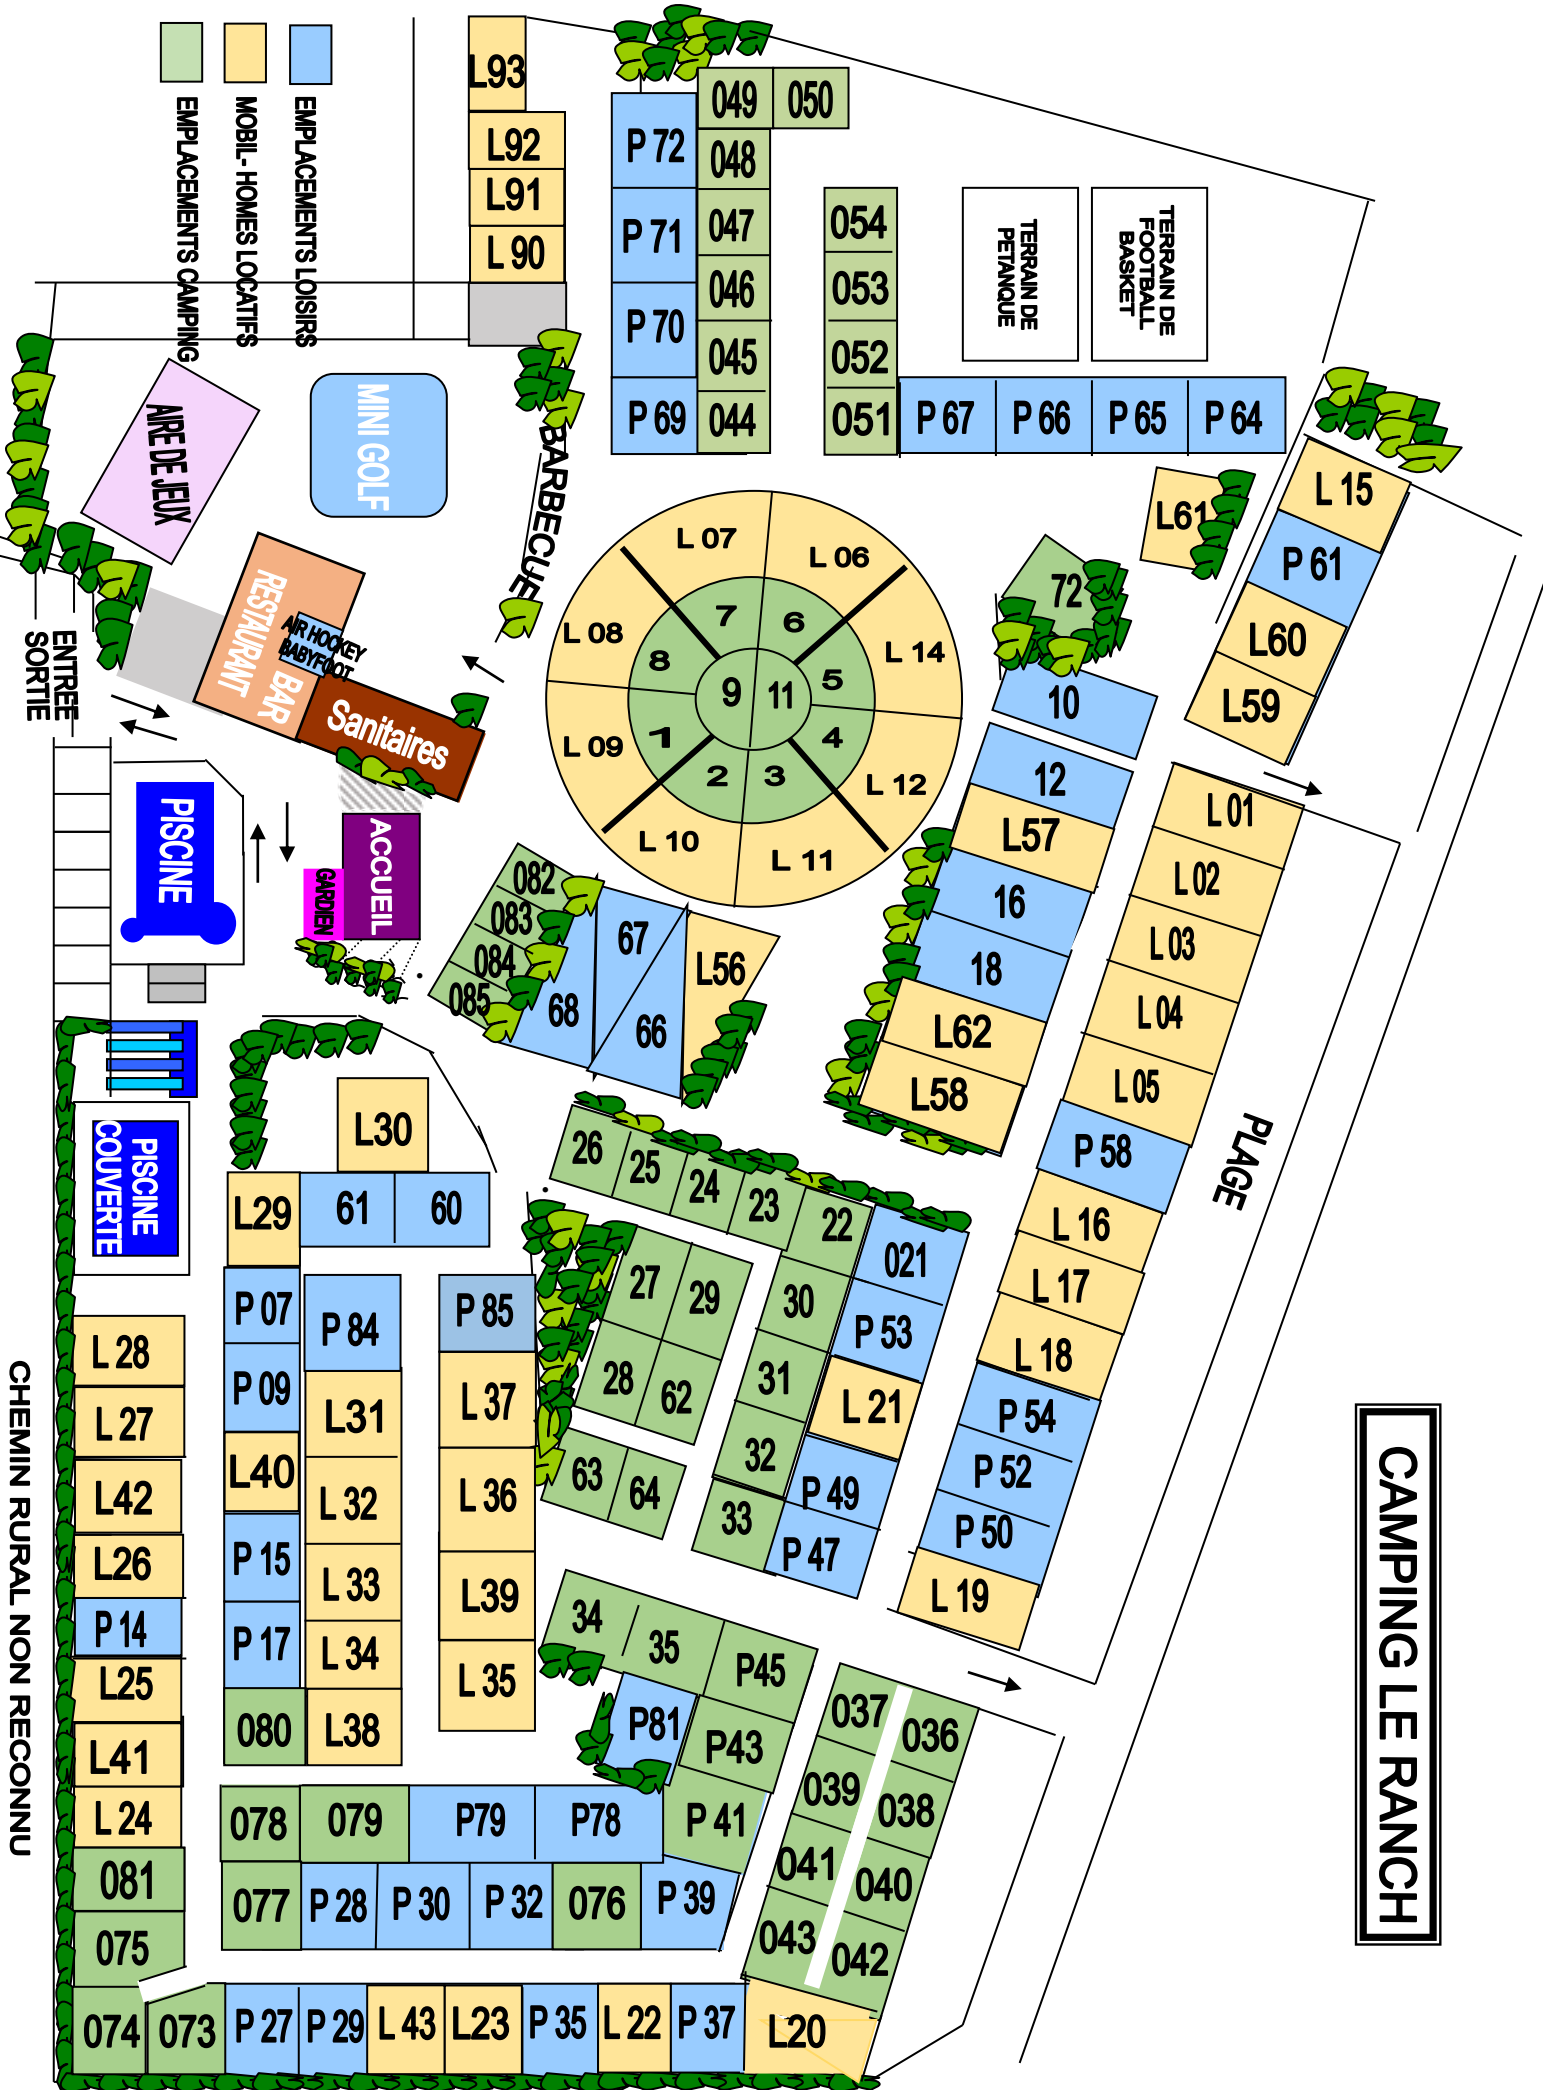 EMPLACEMENTS LOISIRS
MOBIL- HOMES LOCATIFS
EMPLACEMENTS CAMPING
L93
L92
L91
L 90
P 72
P 71
P 70
P 69
049
050
048
047
046
045
044
054
053
052
051
TERRAIN DE
PETANQUE
TERRAIN DE
FOOTBALL
BASKET
P 67
P 66
P 65
P 64
L 15
P 61
L60
L59
L61
72
10
12
L57
16
18
L62
L58
MINI GOLF
AIRE DE JEUX
BARBECUE
RESTAURANT
BAR
AIR HOCKEY
BABYFOOT
Sanitaires
ENTREE
SORTIE
PISCINE
ACCUEIL
GARDIEN
L 07
L 06
L 08
L 14
L 09
L 12
L 10
L 11
7
6
8
5
9
11
1
4
2
3
082
083
084
085
68
67
66
L56
L 01
L 02
L 03
L 04
L 05
P 58
L 16
L 17
L 18
P 54
P 52
P 50
L 19
PLAGE
CAMPING LE RANCH
PISCINE
COUVERTE
L30
L29
61
60
P 07
P 09
L40
P 15
P 17
080
P 84
L31
L 32
L 33
L 34
L38
P 85
L 37
L 36
L39
L 35
26
25
24
23
22
021
27
29
28
62
63
64
30
31
32
33
P 53
L 21
P 49
P 47
34
35
P45
P81
P43
P 41
037
036
039
038
041
040
043
042
L 28
L 27
L42
L26
P 14
L25
L41
L 24
081
075
074
073
078
079
P79
P78
077
P 28
P 30
P 32
076
P 39
P 27
P 29
L 43
L23
P 35
L 22
P 37
L20
CHEMIN RURAL NON RECONNU